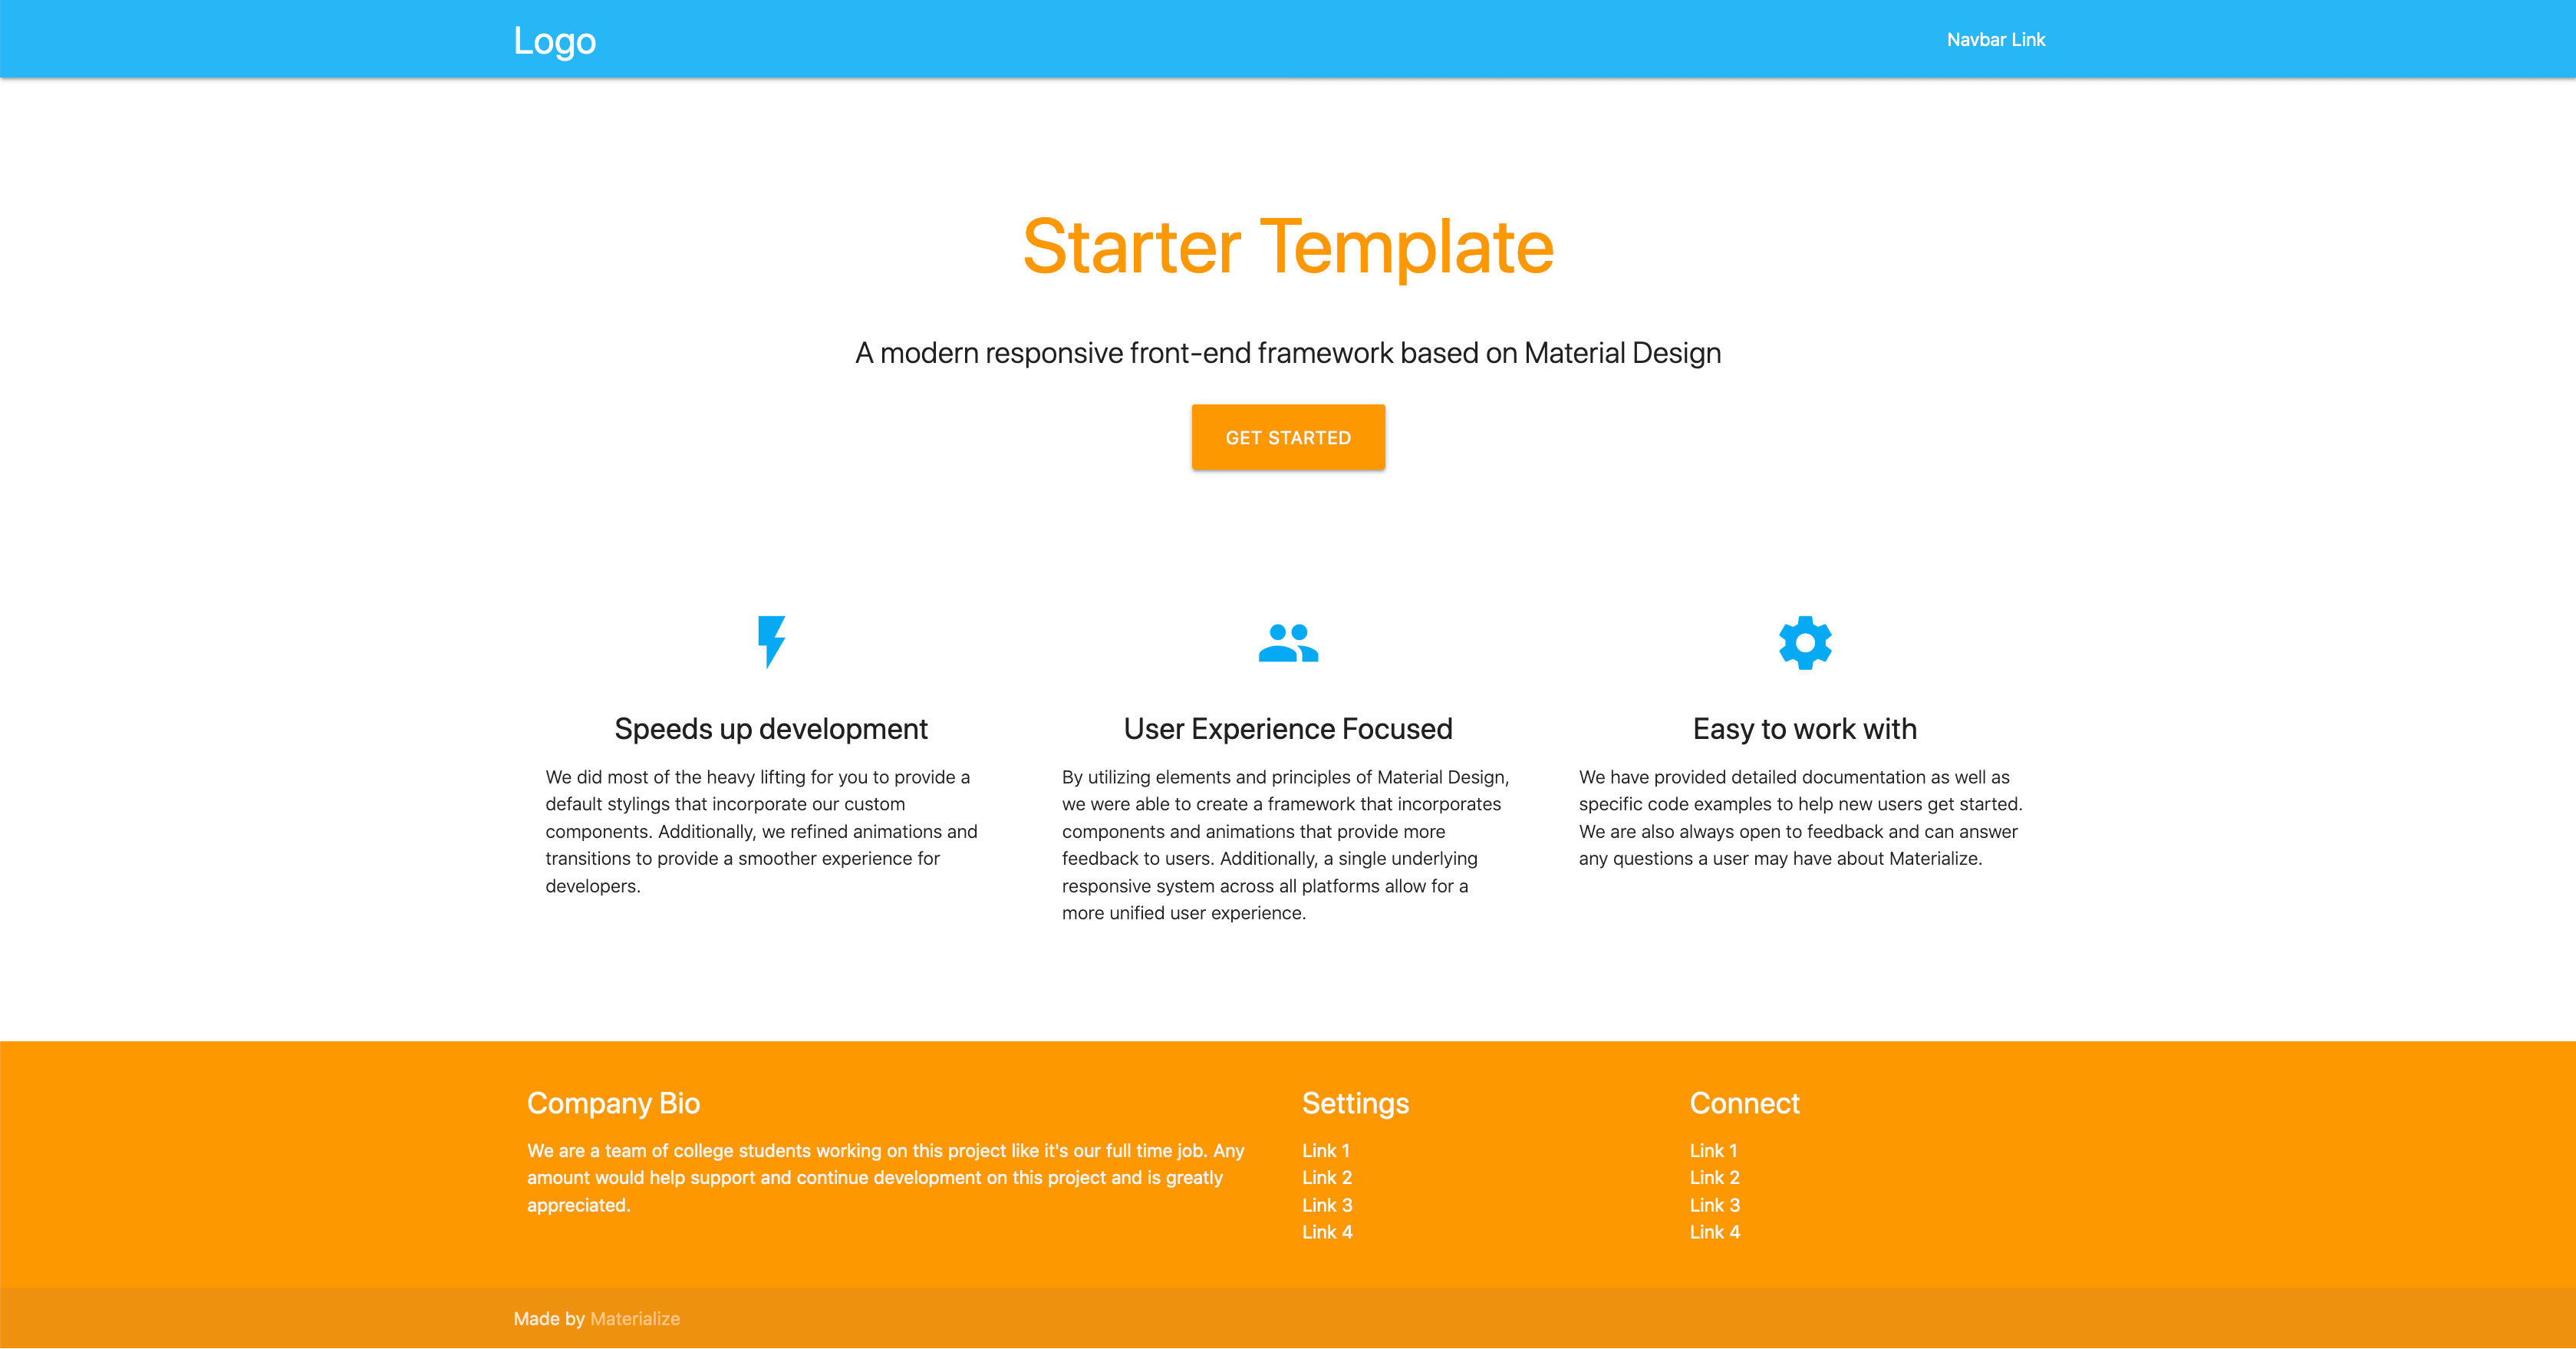 Logo
Navbar Link
Starter Template
A modern responsive front-end framework based on Material Design
GET STARTED
Speeds up development
We did most of the heavy lifting for you to provide a
default stylings that incorporate our custom
components. Additionally, we refined animations and
transitions to provide a smoother experience for
developers.
User Experience Focused
By utilizing elements and principles of Material Design,
we were able to create a framework that incorporates
components and animations that provide more
feedback to users. Additionally, a single underlying
responsive system across all platforms allow for a
more unified user experience.
Easy to work with
We have provided detailed documentation as well as
specific code examples to help new users get started.
We are also always open to feedback and can answer
any questions a user may have about Materialize.
Company Bio
We are a team of college students working on this project like it's our full time job. Any
amount would help support and continue development on this project and is greatly
appreciated.
Settings
Link 1
Link 2
Link 3
Link 4
Connect
Link 1
Link 2
Link 3
Link 4
Made by Materialize